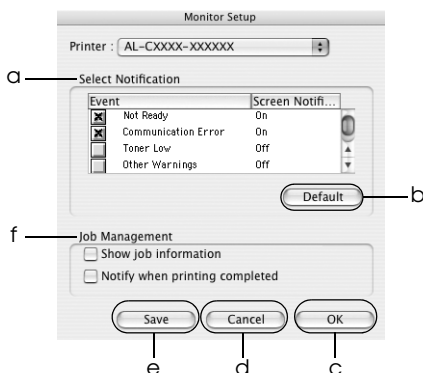 Monitor Setup
Printer : AL-CXXXX-XXXXXX
a
Select Notification
Event Screen Notifi...
Not Ready On
Communication Error On
Toner Low Off
Other Warnings Off
Default b
f
Job Management
Show job information
Notify when printing completed
Save Cancel OK
e d c